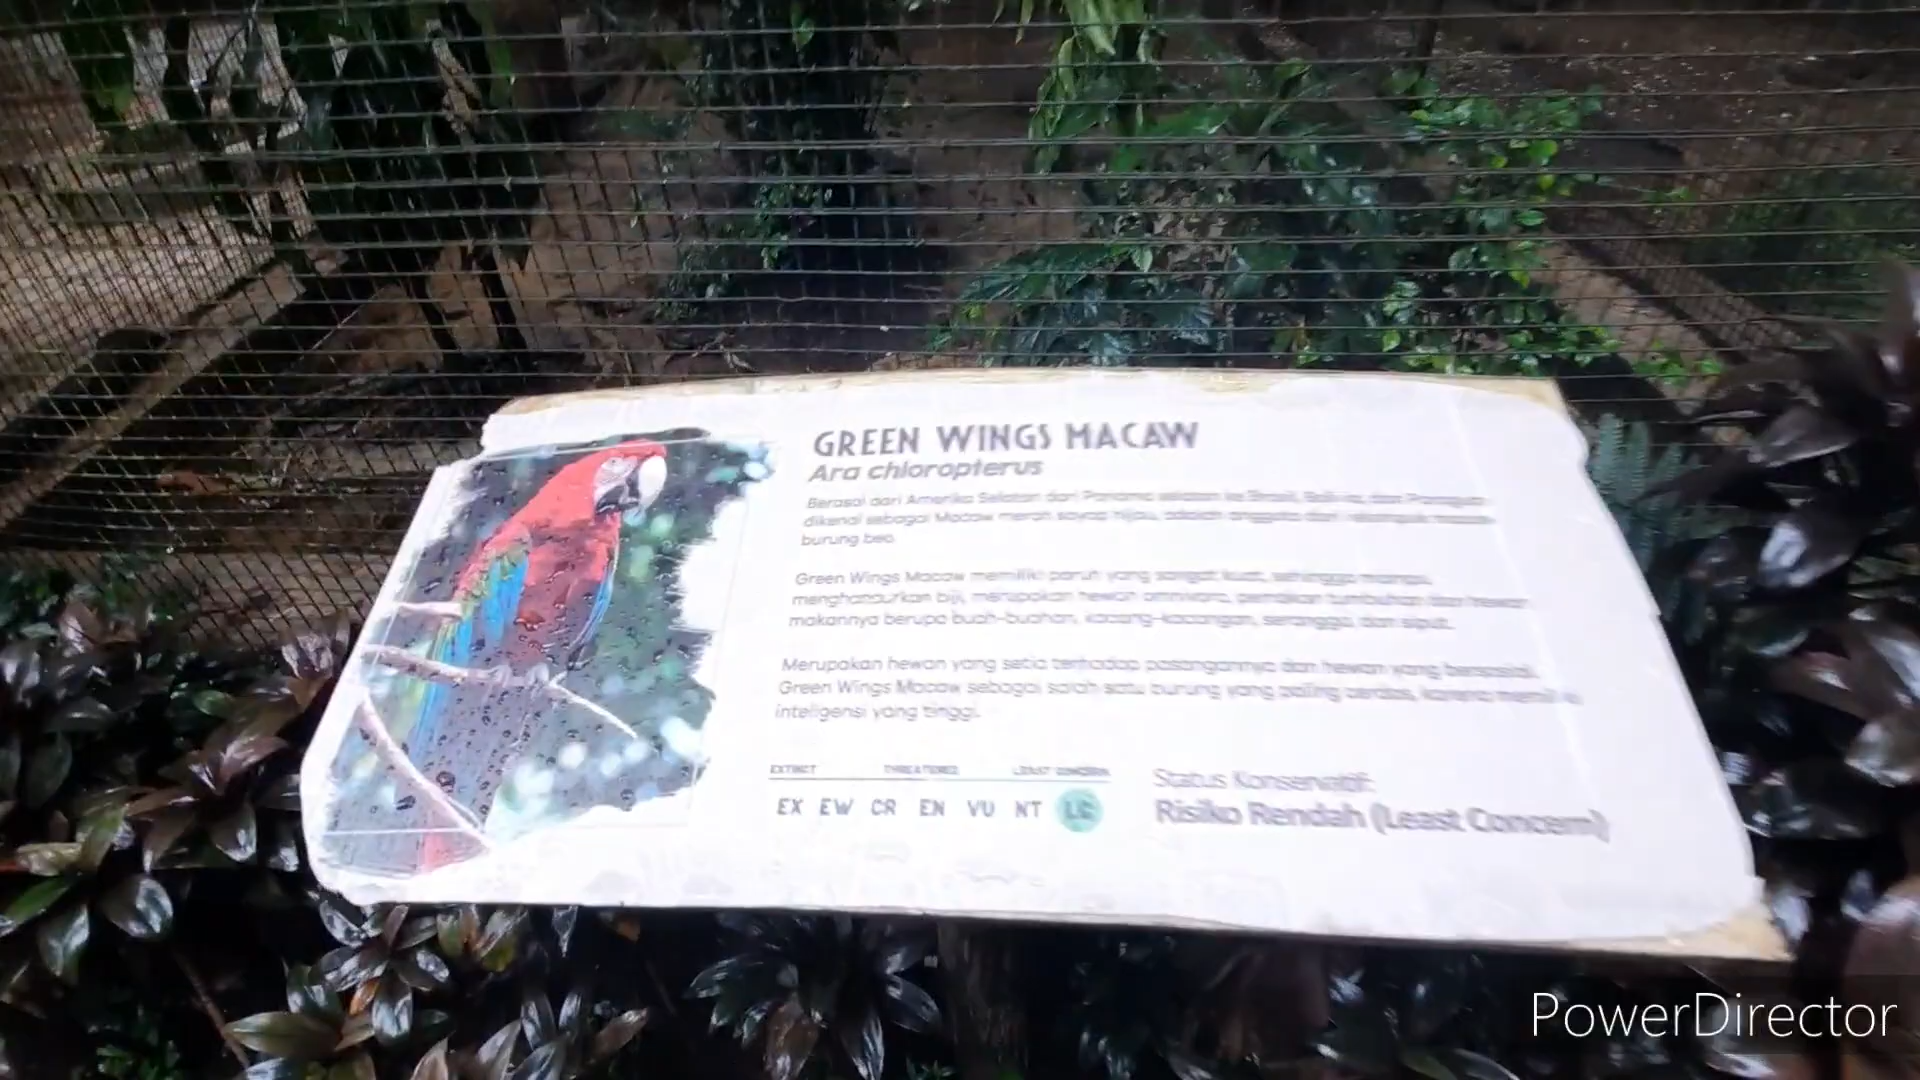 GREEN WINGS MACAW
Ara chloropterus
Berasal dari Amerika Selatan dari Panama selatan ke Brasil, Bolivia, dan Paraguay
dikenal sebagai Macaw merah sayap hijau, adalah anggota dari kelompok
burung beo.
Green Wings Macaw memiliki paruh yang sangat kuat, sehingga mampu
menghancurkan biji, merupakan hewan omnivora, pemakan tumbuhan dan hewan
makannya berupa buah-buahan, kacang-kacangan, serangga dan siput.
Merupakan hewan yang setia terhadap pasangannya dan hewan yang bersosial.
Green Wings Macaw sebagai salah satu burung yang paling cerdas, karena memiliki
inteligensi yang tinggi.
EXTINCT THREATENED LEAST CONCERN
EX EW CR EN VU NT LC
Status Konservatif:
Risiko Rendah (Least Concern)
PowerDirector